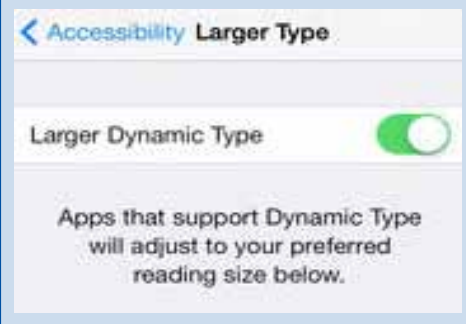 Accessibility Larger Type
Larger Dynamic Type
Apps that support Dynamic Type
will adjust to your preferred
reading size below.